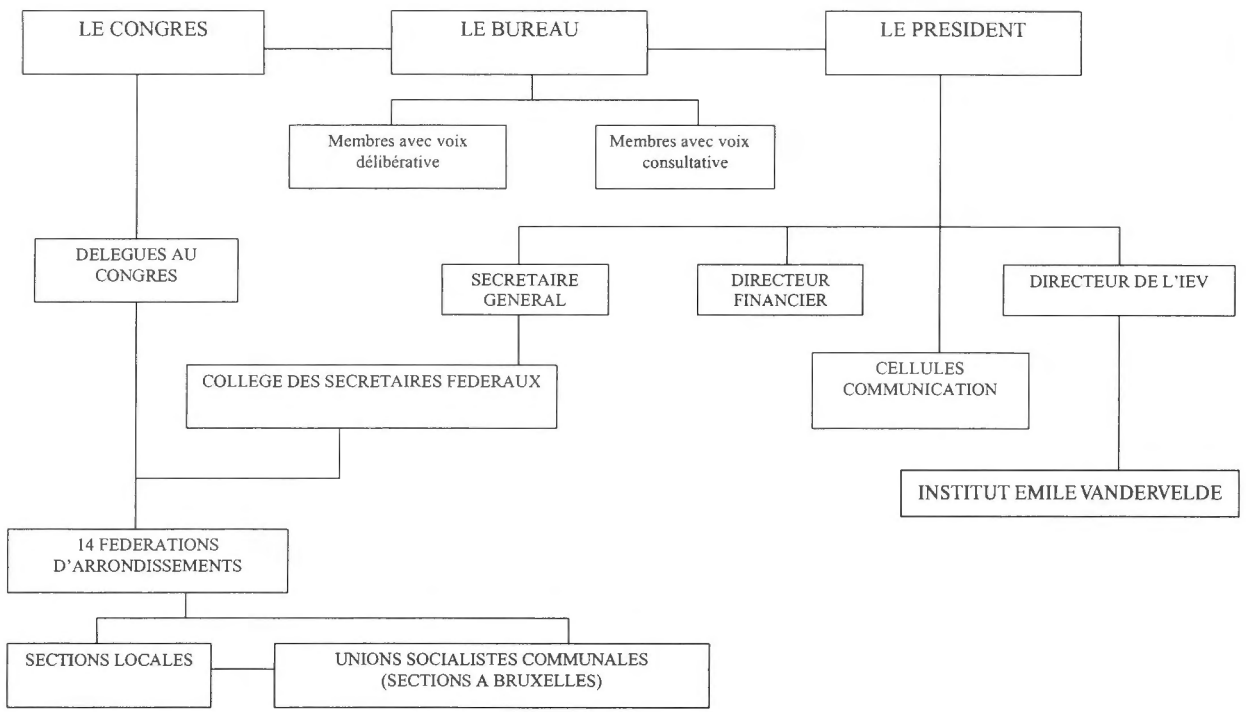 LE CONGRES
LE BUREAU
LE PRESIDENT
Membres avec voix
délibérative
Membres avec voix
consultative
DELEGUES AU
CONGRES
SECRETAIRE
GENERAL
DIRECTEUR
FINANCIER
DIRECTEUR DE L'IEV
COLLEGE DES SECRETAIRES FEDERAUX
CELLULES
COMMUNICATION
INSTITUT EMILE VANDERVELDE
14 FEDERATIONS
D'ARRONDISSEMENTS
SECTIONS LOCALES
UNIONS SOCIALISTES COMMUNALES
(SECTIONS A BRUXELLES)